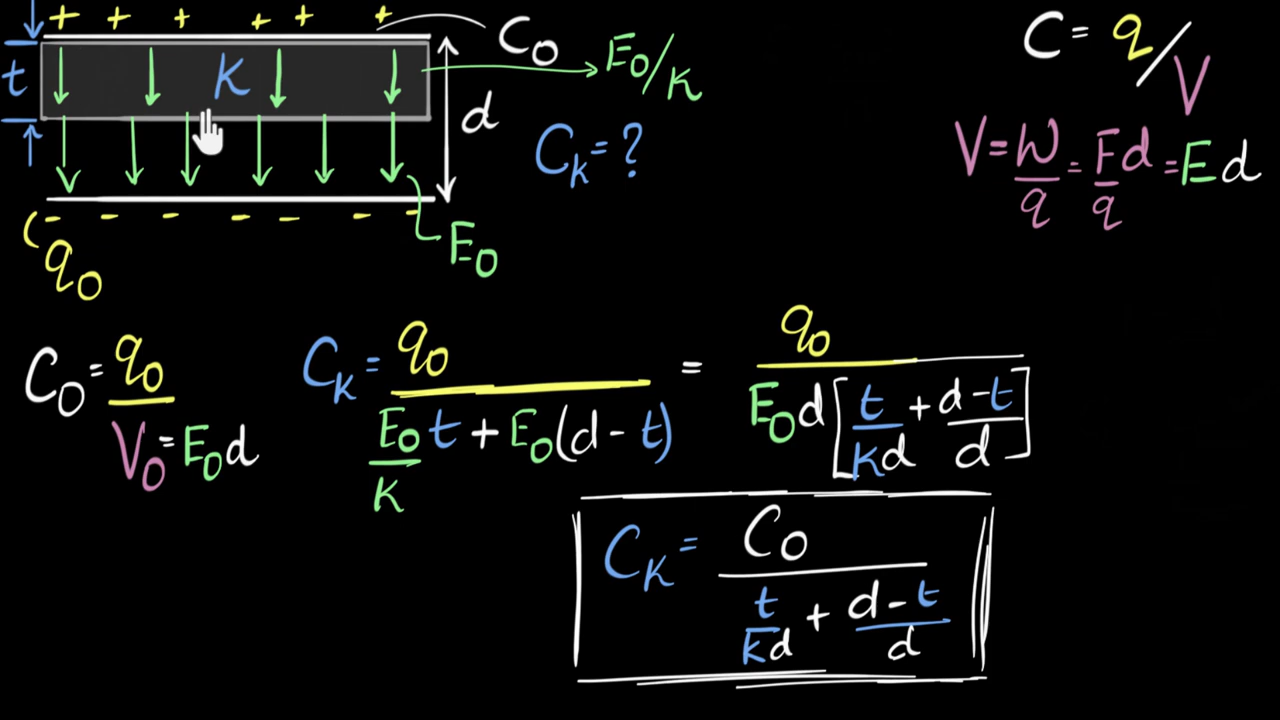 + + + + + +
C₀
t
K
E₀/K
d
Cₖ = ?
- - - - - - -
q₀
E₀
C = q/V
V = W/q = Fd/q = Ed
C₀ = q₀/V₀ = E₀d
Cₖ = q₀/(E₀/K t + E₀(d - t)) = q₀/(E₀d[t/kd + d-t/d])
Cₖ = C₀/(t/kd + d-t/d)